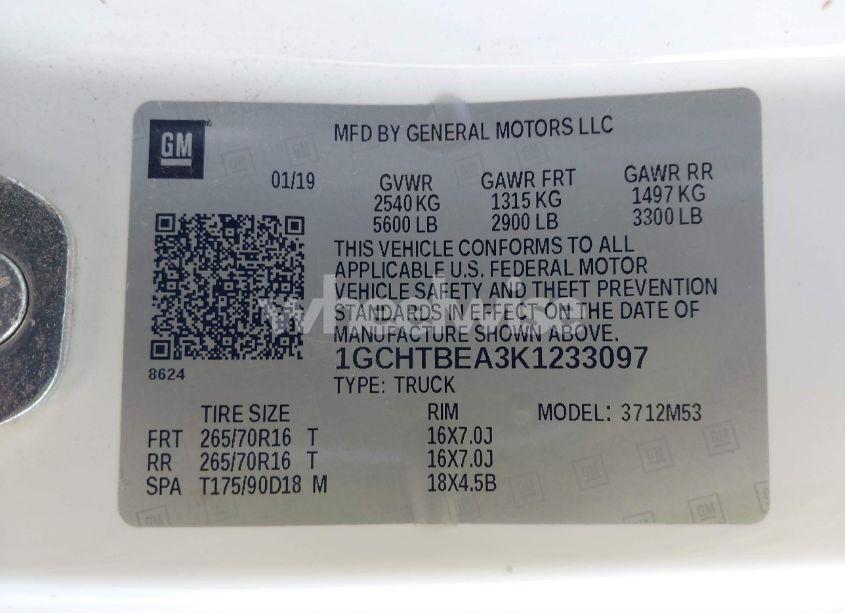 GM
MFD BY GENERAL MOTORS LLC
01/19
GVWR GAWR FRT GAWR RR
2540 KG 1315 KG 1497 KG
5600 LB 2900 LB 3300 LB
THIS VEHICLE CONFORMS TO ALL
APPLICABLE U.S. FEDERAL MOTOR
VEHICLE SAFETY AND THEFT PREVENTION
STANDARDS IN EFFECT ON THE DATE OF
MANUFACTURE SHOWN ABOVE.
wheelwise
1GCHTBEA3K1233097
8624
TYPE: TRUCK
TIRE SIZE RIM MODEL: 3712M53
FRT 265/70R16 T 16X7.0J
RR 265/70R16 T 16X7.0J
SPA T175/90D18 M 18X4.5B